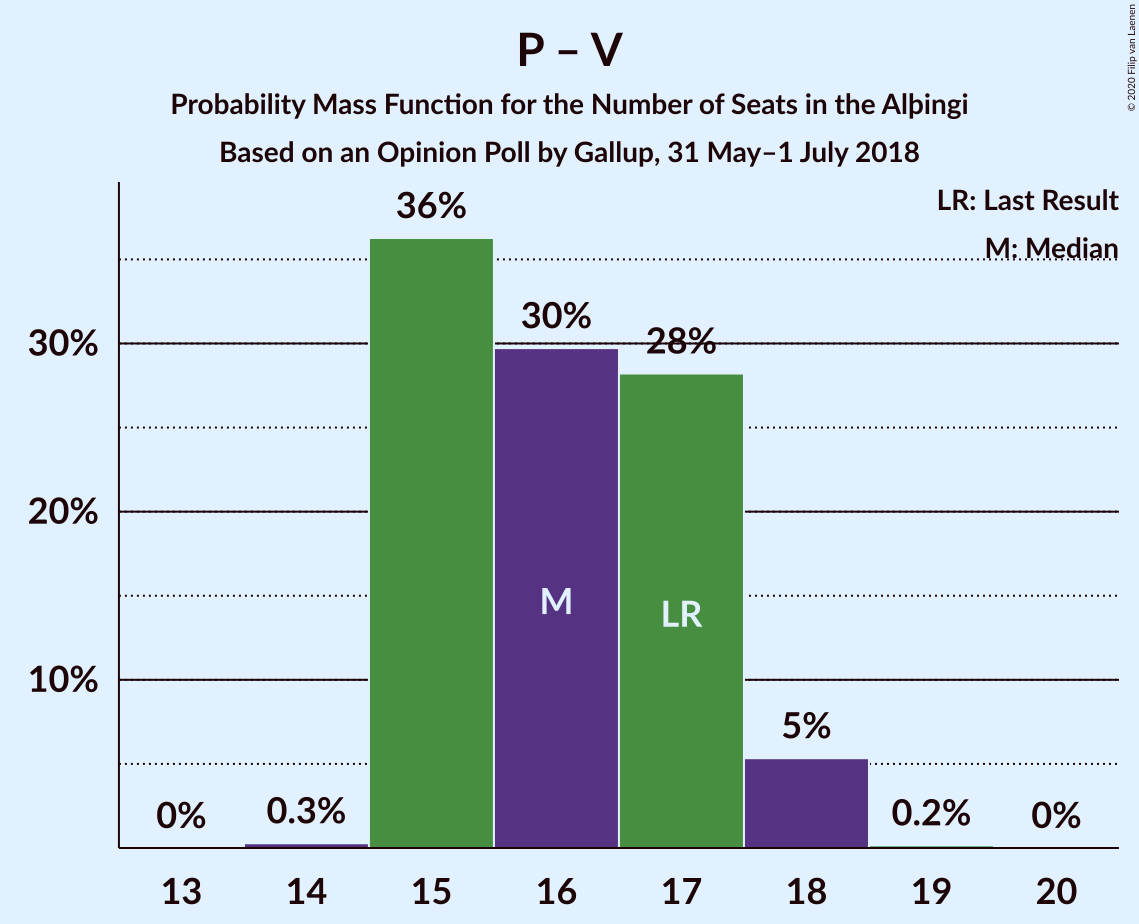 P – V
Probability Mass Function for the Number of Seats in the Alþingi
Based on an Opinion Poll by Gallup, 31 May–1 July 2018
© 2020 Filip van Laenen
LR: Last Result
M: Median
36%
30%
28%
5%
0%
0.3%
0.2%
0%
30%
20%
10%
M
LR
13 14 15 16 17 18 19 20